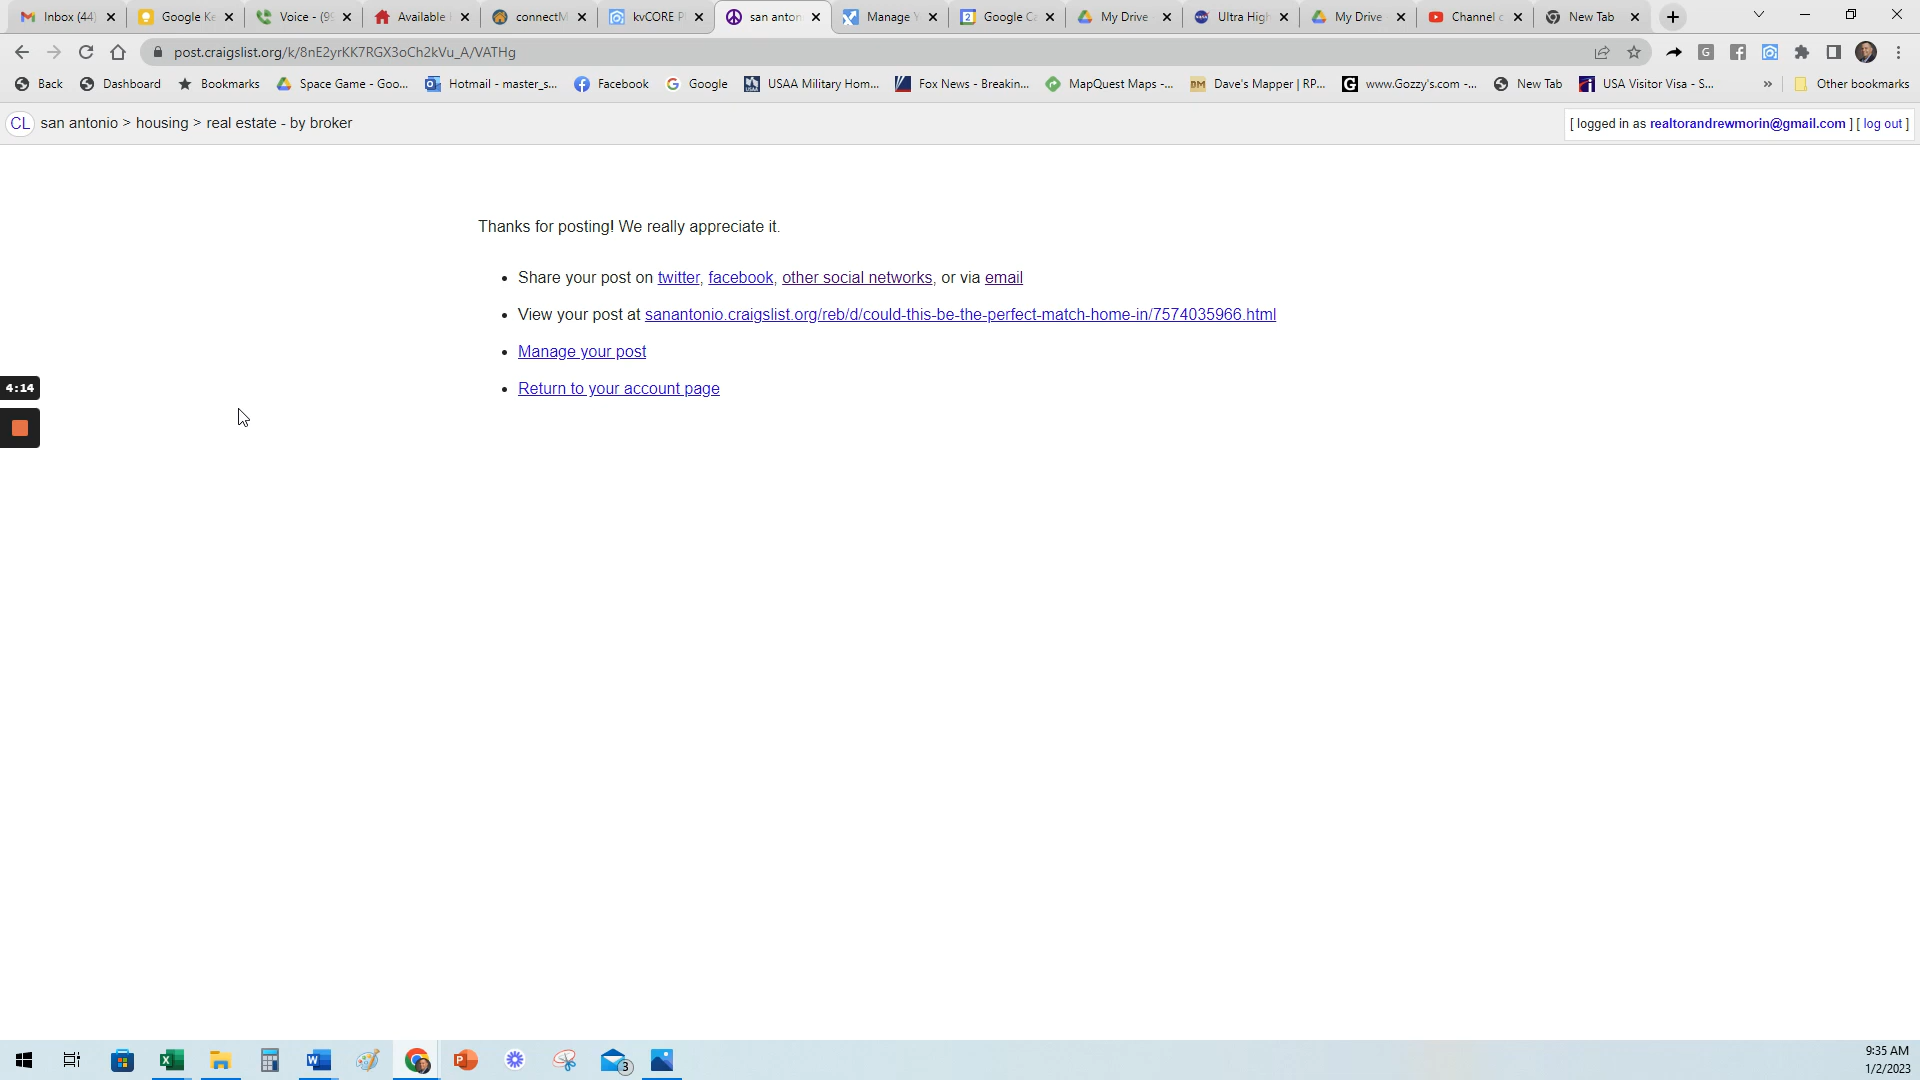 Inbox (44)
Google Ke
Voice - (9
Available
connectM
kvCORE P
san anton
Manage Y
Google Ca
My Drive
Ultra High
My Drive
Channel c
New Tab
post.craigslist.org/k/8nE2yrKK7RGX3oCh2kVu_A/VATHg
Back
Dashboard
Bookmarks
Space Game - Goo...
Hotmail - master_s...
Facebook
Google
USAA Military Hom...
Fox News - Breakin...
MapQuest Maps -...
Dave's Mapper | RP...
www.Gozzy's.com -...
New Tab
USA Visitor Visa - S...
»
Other bookmarks
CL san antonio > housing > real estate - by broker
[ logged in as realtorandrewmorin@gmail.com ] [ log out ]
Thanks for posting! We really appreciate it.
• Share your post on twitter, facebook, other social networks, or via email
• View your post at sanantonio.craigslist.org/reb/d/could-this-be-the-perfect-match-home-in/7574035966.html
• Manage your post
• Return to your account page
4:14
3
9:35 AM
1/2/2023